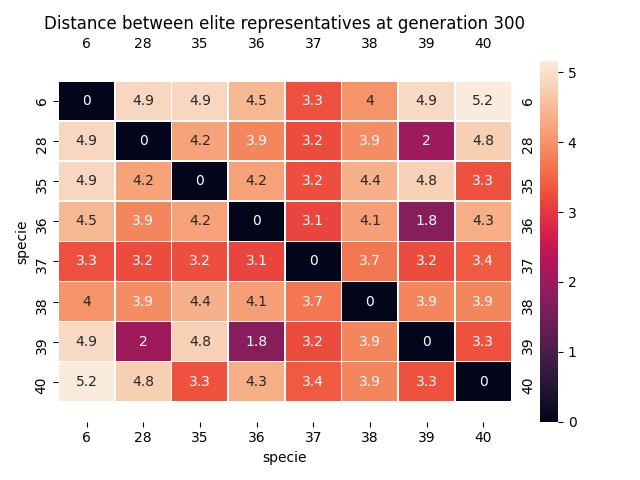 Distance between elite representatives at generation 300
6 28 35 36 37 38 39 40
6 0 4.9 4.9 4.5 3.3 4 4.9 5.2 6 5
28 4.9 0 4.2 3.9 3.2 3.9 2 4.8 28 4
35 4.9 4.2 0 4.2 3.2 4.4 4.8 3.3 35
36 4.5 3.9 4.2 0 3.1 4.1 1.8 4.3 36 3
specie 37 3.3 3.2 3.2 3.1 0 3.7 3.2 3.4 37 2
38 4 3.9 4.4 4.1 3.7 0 3.9 3.9 38
39 4.9 2 4.8 1.8 3.2 3.9 0 3.3 39 1
40 5.2 4.8 3.3 4.3 3.4 3.9 3.3 0 40
0
6 28 35 36 37 38 39 40
specie